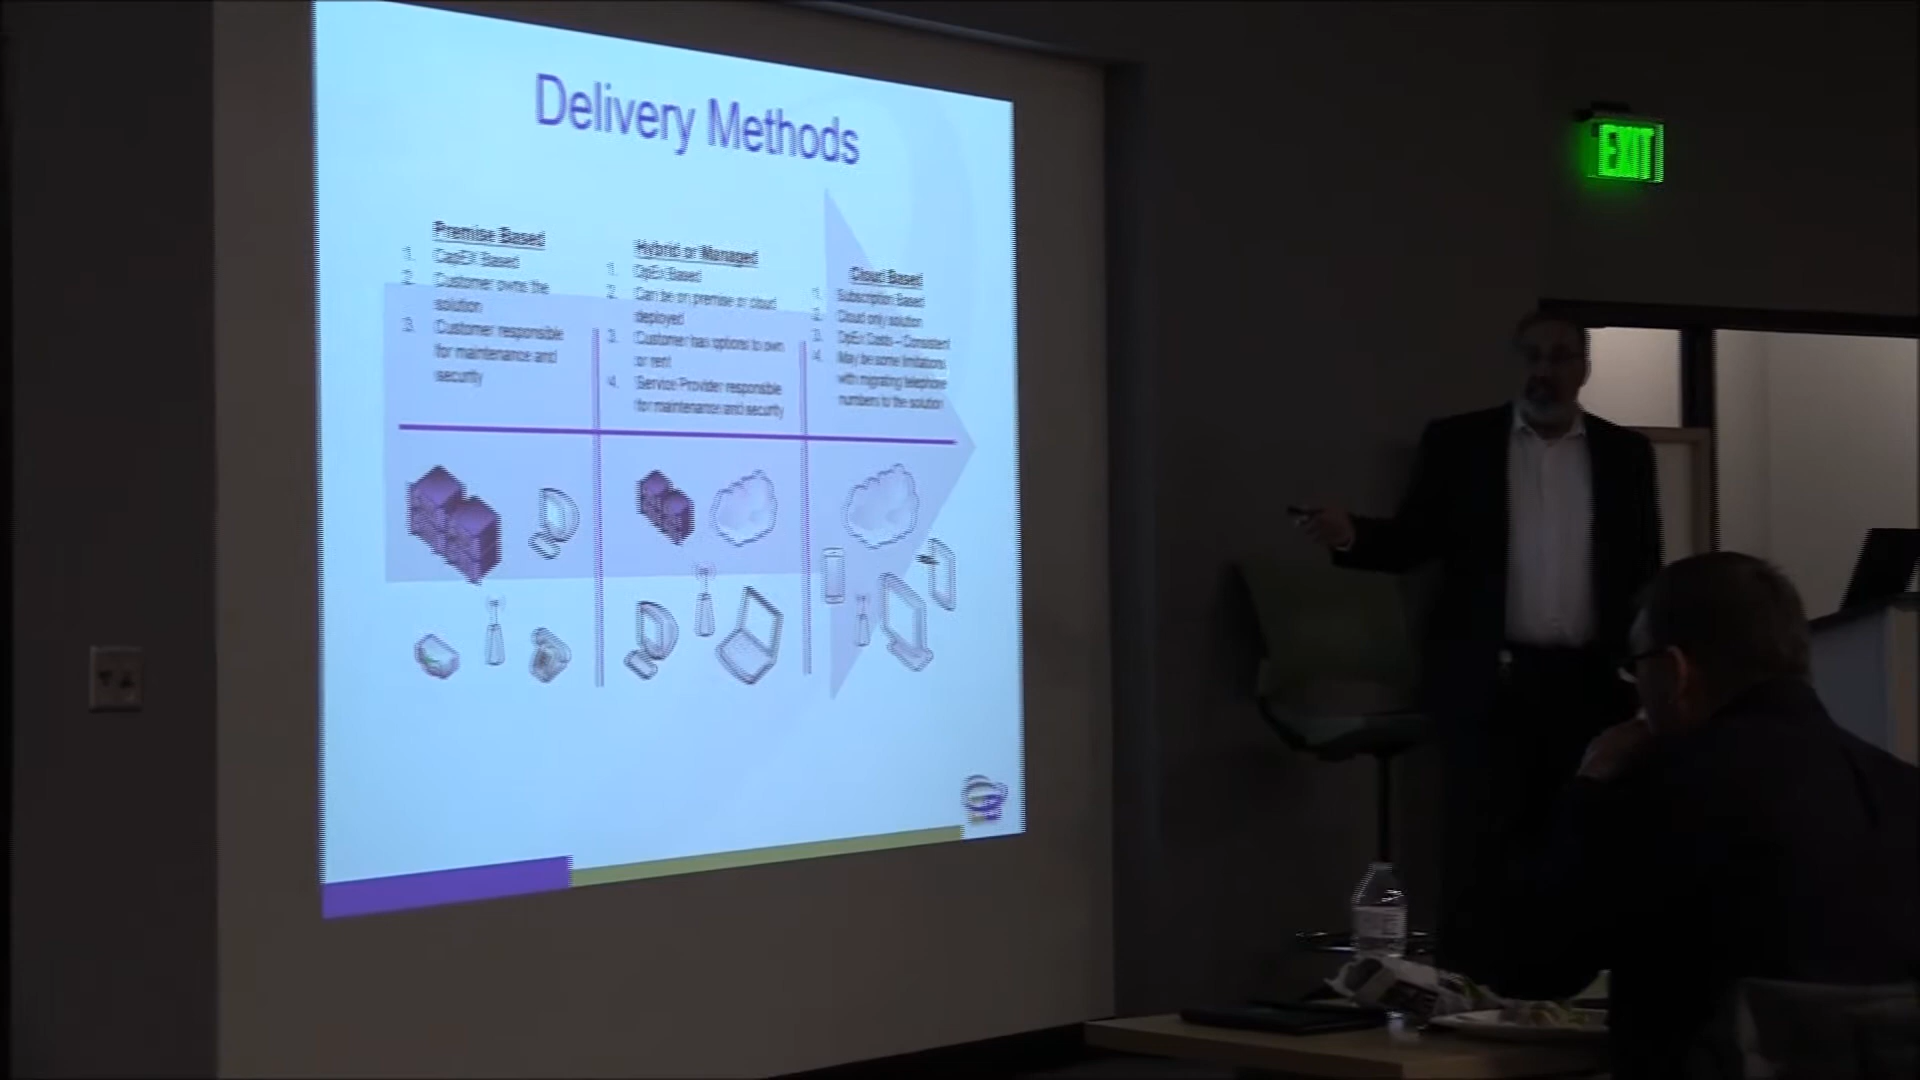 Delivery Methods
Premise Based
1. CapEX Based
2. Customer owns the
solution
3. Customer responsible
for maintenance and
security
Hybrid or Managed
1. OpEx Based
2. Can be on premise or cloud
deployed
3. Customer has options to own
or rent
4. Service Provider responsible
for maintenance and security
Cloud Based
1. Subscription Based
2. Cloud only solution
3. OpEx Costs – Consistent
4. May be some limitations
with migrating telephone
numbers to the solution
EXIT